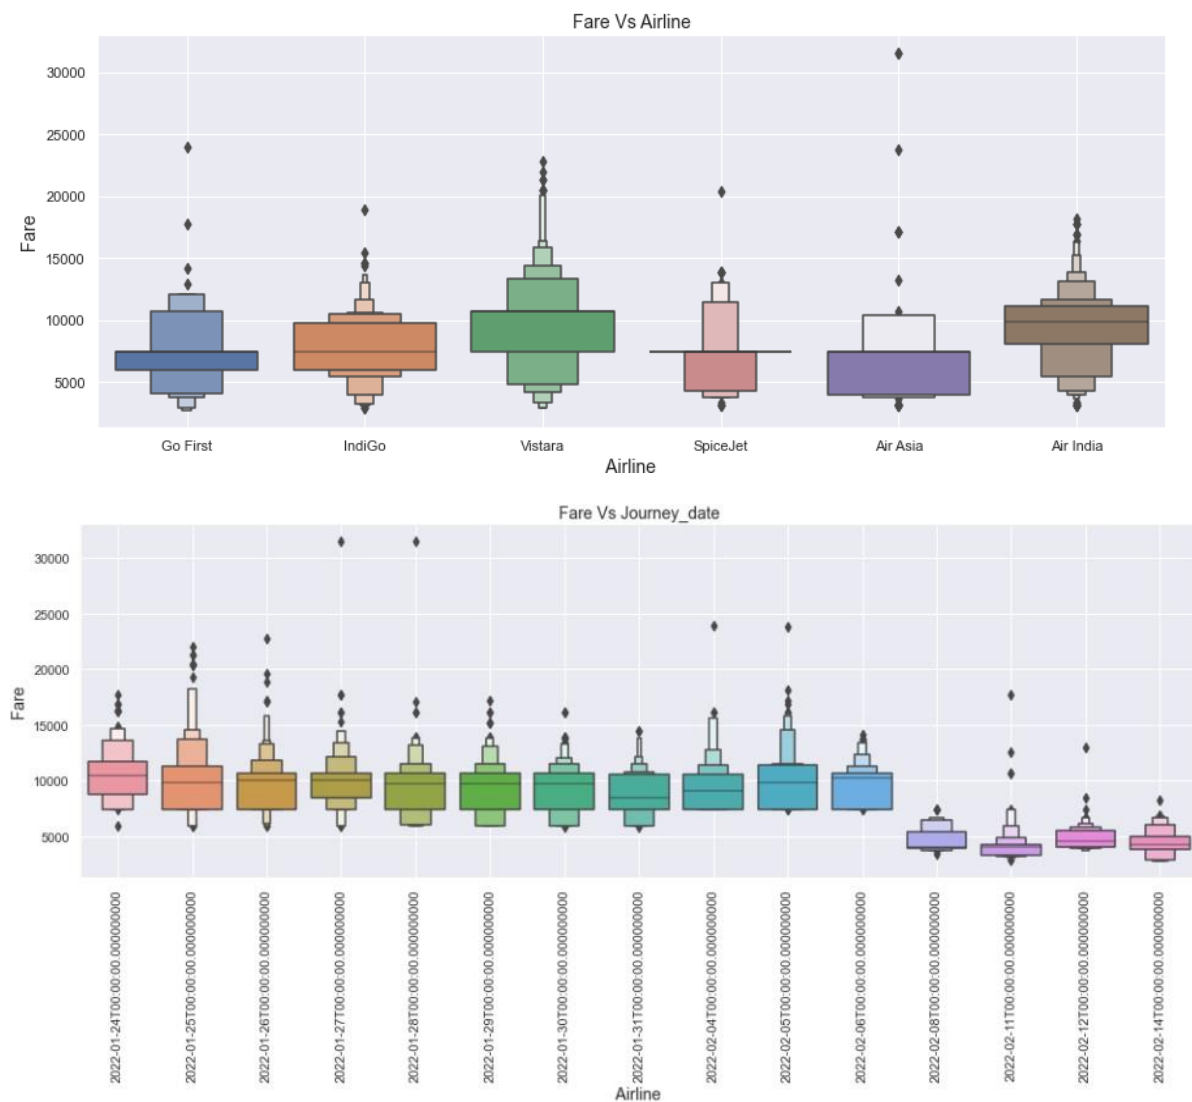 Fare Vs Airline
30000
25000
20000
15000
10000
5000
Fare
Go First IndiGo Vistara SpiceJet Air Asia Air India
Airline
Fare Vs Journey_date
30000
25000
20000
15000
10000
5000
Fare
2022-01-24T00:00:00.000000000
2022-01-25T00:00:00.000000000
2022-01-26T00:00:00.000000000
2022-01-27T00:00:00.000000000
2022-01-28T00:00:00.000000000
2022-01-29T00:00:00.000000000
2022-01-30T00:00:00.000000000
2022-01-31T00:00:00.000000000
2022-02-04T00:00:00.000000000
2022-02-05T00:00:00.000000000
2022-02-06T00:00:00.000000000
2022-02-08T00:00:00.000000000
2022-02-11T00:00:00.000000000
2022-02-12T00:00:00.000000000
2022-02-14T00:00:00.000000000
Airline